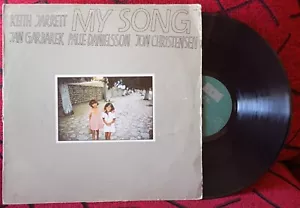 KEITH JARRETT MY SONG
JAN GARBAREK PALLE DANIELSSON JON CHRISTENSEN